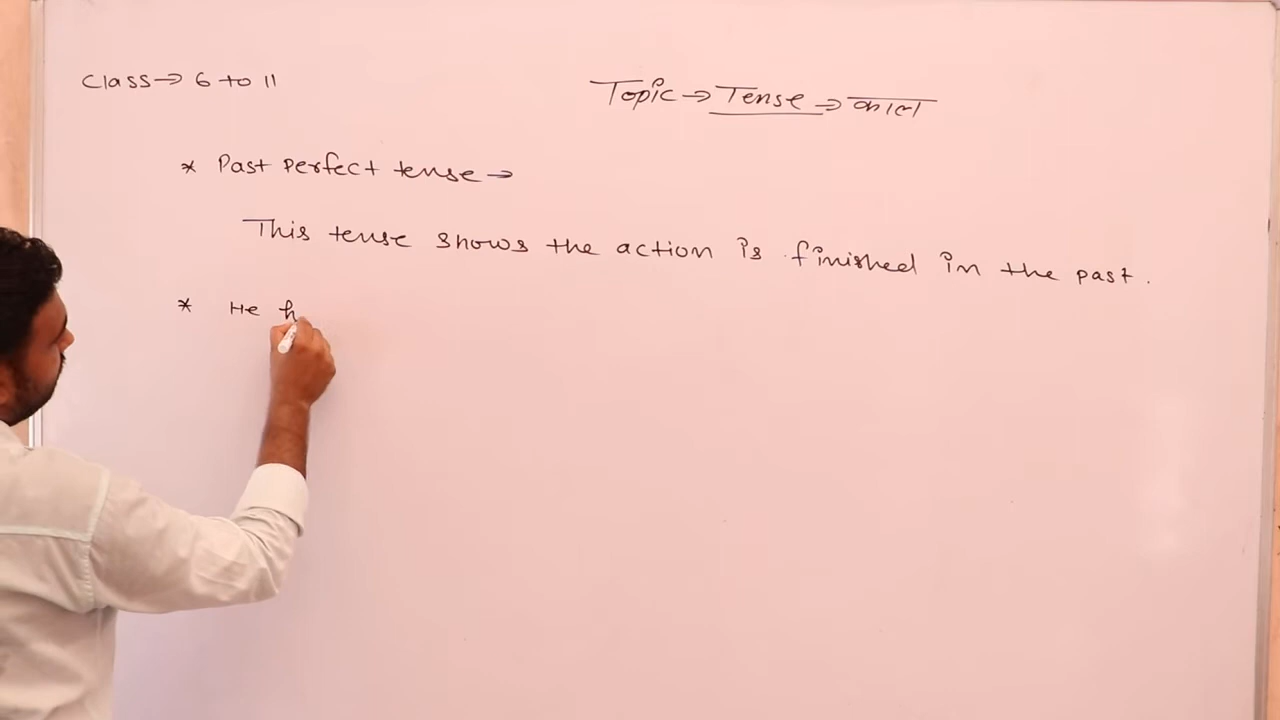 Class → 6 to 11
Topic → Tense → काल
* Past perfect tense →
This tense shows the action is finished in the past.
* He h